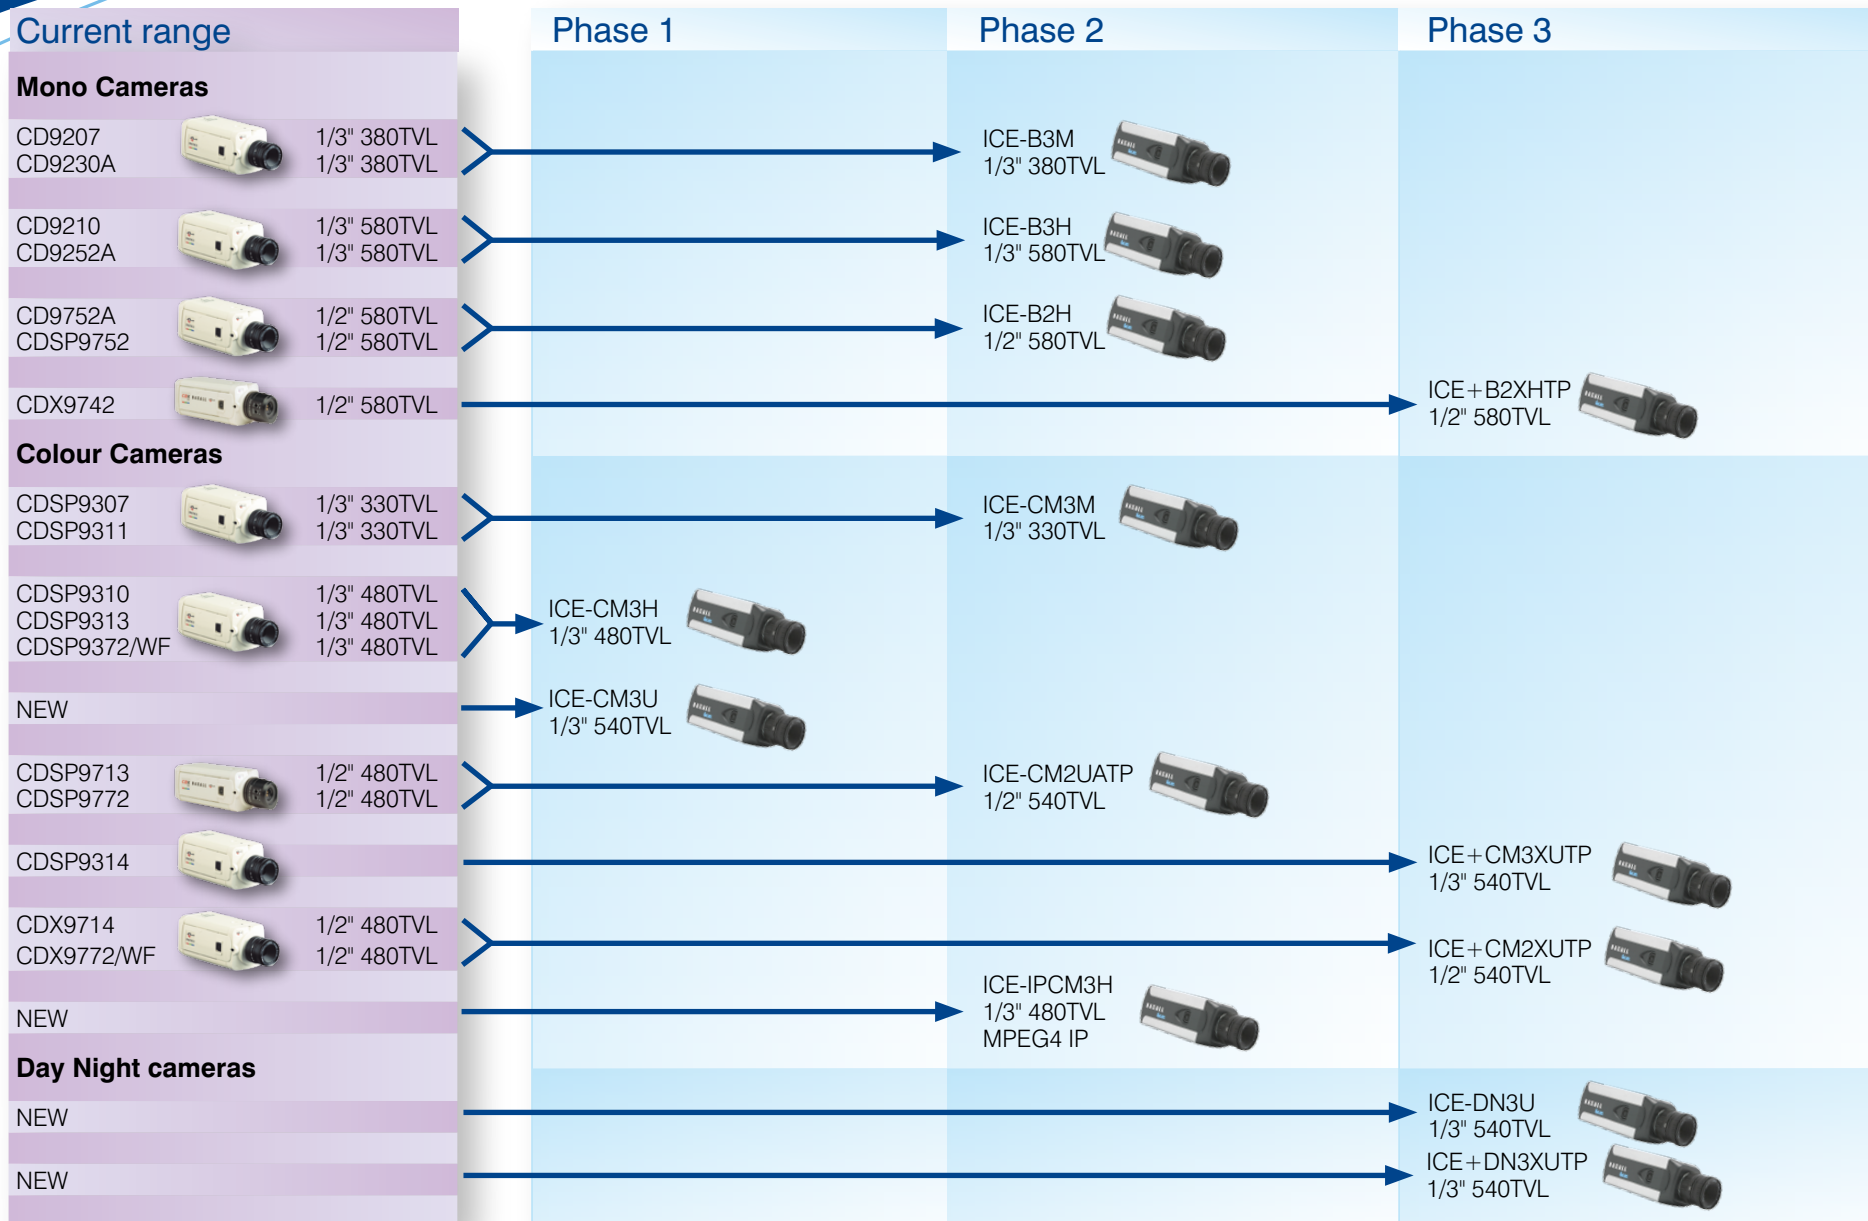 Current range
Phase 1
Phase 2
Phase 3
Mono Cameras
CD9207 1/3" 380TVL
CD9230A 1/3" 380TVL
ICE-B3M
1/3" 380TVL
CD9210 1/3" 580TVL
CD9252A 1/3" 580TVL
ICE-B3H
1/3" 580TVL
CD9752A 1/2" 580TVL
CDSP9752 1/2" 580TVL
ICE-B2H
1/2" 580TVL
CDX9742 1/2" 580TVL
ICE+B2XHTP
1/2" 580TVL
Colour Cameras
CDSP9307 1/3" 330TVL
CDSP9311 1/3" 330TVL
ICE-CM3M
1/3" 330TVL
CDSP9310 1/3" 480TVL
CDSP9313 1/3" 480TVL
CDSP9372/WF 1/3" 480TVL
ICE-CM3H
1/3" 480TVL
NEW
ICE-CM3U
1/3" 540TVL
CDSP9713 1/2" 480TVL
CDSP9772 1/2" 480TVL
ICE-CM2UATP
1/2" 540TVL
CDSP9314
ICE+CM3XUTP
1/3" 540TVL
CDX9714 1/2" 480TVL
CDX9772/WF 1/2" 480TVL
ICE+CM2XUTP
1/2" 540TVL
NEW
ICE-IPCM3H
1/3" 480TVL
MPEG4 IP
Day Night cameras
NEW
ICE-DN3U
1/3" 540TVL
NEW
ICE+DN3XUTP
1/3" 540TVL